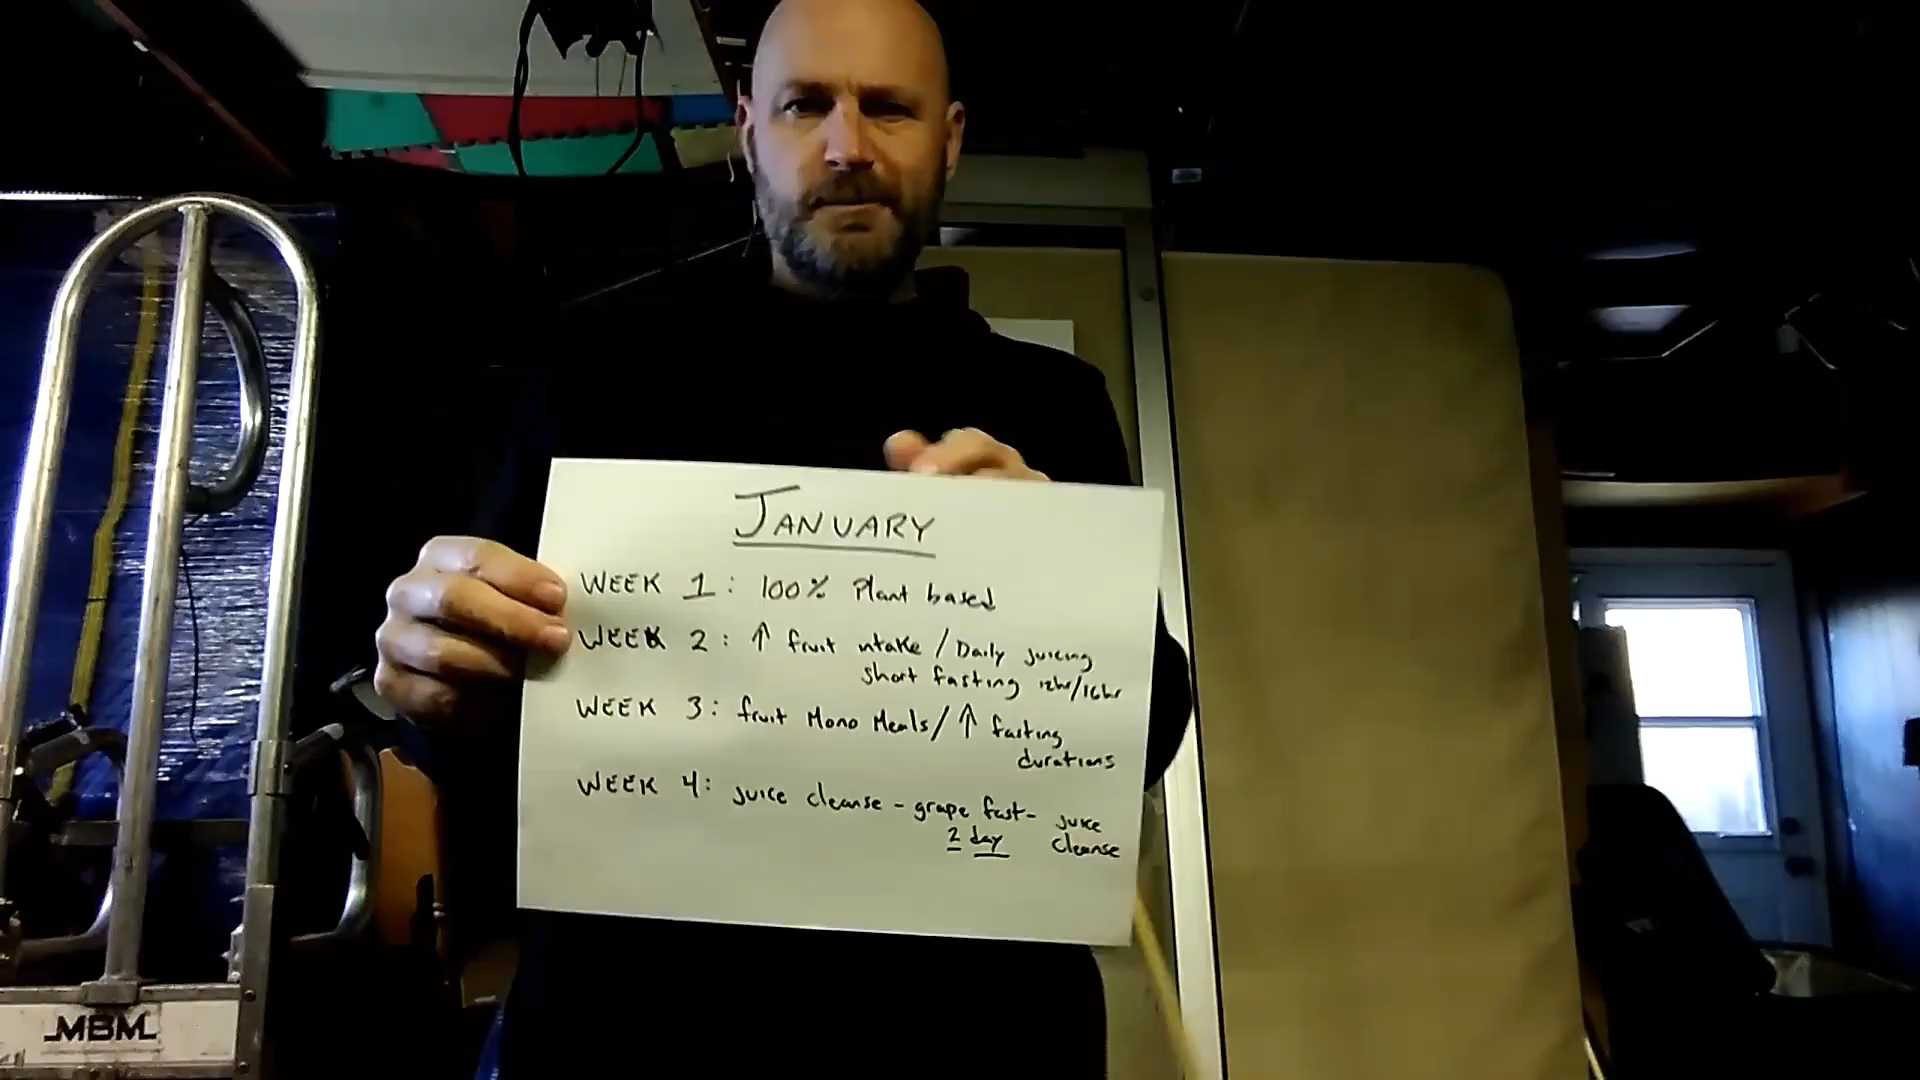 JANUARY
WEEK 1: 100% Plant based
WEEK 2: ↑ fruit intake / Daily juicing
short fasting 12hr/16hr
WEEK 3: fruit Mono Meals/↑ fasting
durations
WEEK 4: juice cleanse - grape fast - juice
2 day cleanse
MBM